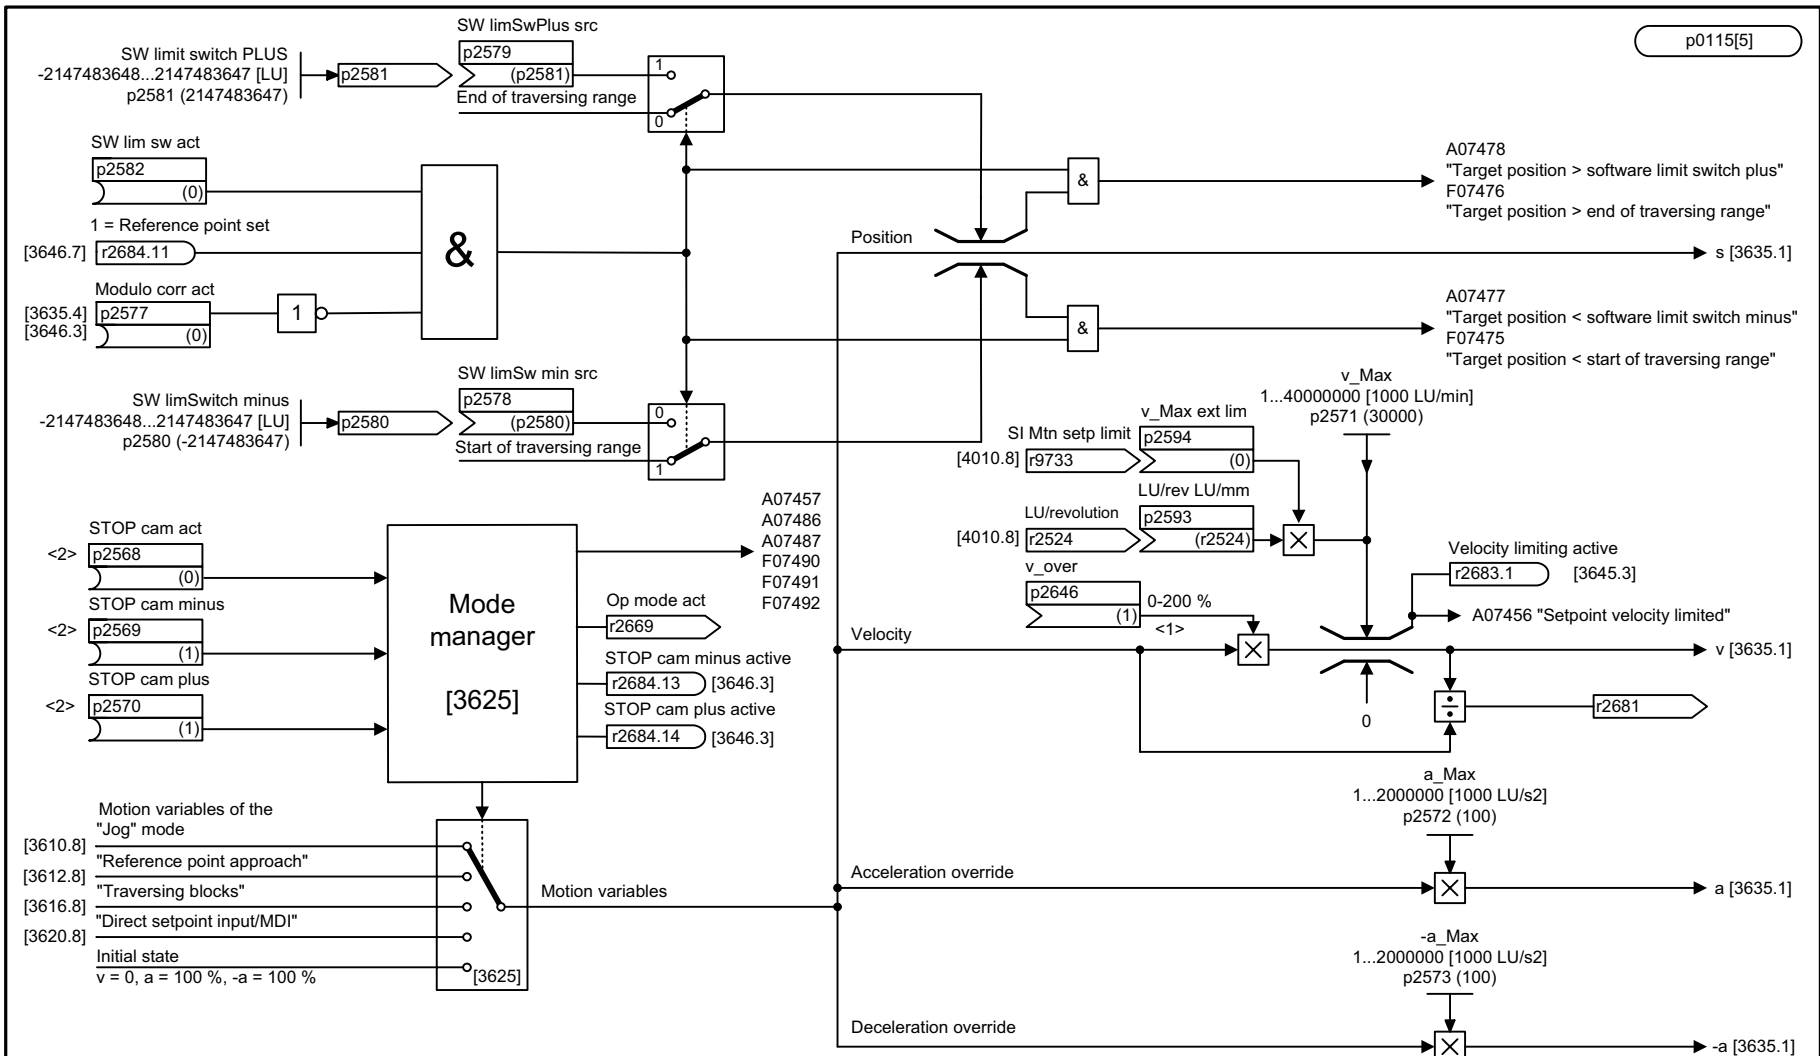 p0115[5]
SW limit switch PLUS
-2147483648...2147483647 [LU]
p2581 (2147483647)
p2581
SW limSwPlus src
p2579
(p2581)
End of traversing range
1
0
SW lim sw act
p2582
(0)
1 = Reference point set
[3646.7]
r2684.11
Modulo corr act
[3635.4]
[3646.3]
p2577
(0)
1
&
SW limSwitch minus
-2147483648...2147483647 [LU]
p2580 (-2147483647)
p2580
SW limSw min src
p2578
(p2580)
Start of traversing range
0
1
&
A07478
"Target position > software limit switch plus"
F07476
"Target position > end of traversing range"
Position
s [3635.1]
&
A07477
"Target position < software limit switch minus"
F07475
"Target position < start of traversing range"
v_Max
1...40000000 [1000 LU/min]
p2571 (30000)
v_Max ext lim
SI Mtn setp limit
p2594
[4010.8]
r9733
(0)
LU/rev LU/mm
LU/revolution
p2593
[4010.8]
r2524
(r2524)
v_over
p2646
(1)
0-200 %
<1>
Velocity limiting active
r2683.1
[3645.3]
A07456 "Setpoint velocity limited"
Velocity
v [3635.1]
0
r2681
STOP cam act
<2>
p2568
(0)
STOP cam minus
<2>
p2569
(1)
STOP cam plus
<2>
p2570
(1)
Mode
manager
[3625]
A07457
A07486
A07487
F07490
F07491
F07492
Op mode act
r2669
STOP cam minus active
r2684.13
[3646.3]
STOP cam plus active
r2684.14
[3646.3]
Motion variables of the
"Jog" mode
[3610.8]
"Reference point approach"
[3612.8]
"Traversing blocks"
[3616.8]
"Direct setpoint input/MDI"
[3620.8]
Initial state
v = 0, a = 100 %, -a = 100 %
[3625]
Motion variables
a_Max
1...2000000 [1000 LU/s2]
p2572 (100)
Acceleration override
a [3635.1]
-a_Max
1...2000000 [1000 LU/s2]
p2573 (100)
Deceleration override
-a [3635.1]